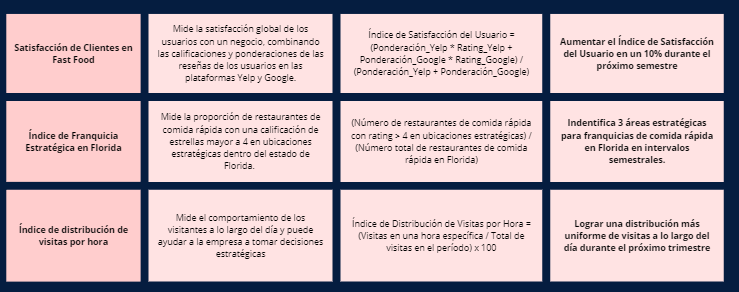 Satisfacción de Clientes en
Fast Food
Mide la satisfacción global de los
usuarios con un negocio, combinando
las calificaciones y ponderaciones de las
reseñas de los usuarios en las
plataformas Yelp y Google.
Índice de Satisfacción del Usuario =
(Ponderación_Yelp * Rating_Yelp +
Ponderación_Google * Rating_Google) /
(Ponderación_Yelp + Ponderación_Google)
Aumentar el Índice de Satisfacción
del Usuario en un 10% durante el
próximo semestre
Índice de Franquicia
Estratégica en Florida
Mide la proporción de restaurantes de
comida rápida con una calificación de
estrellas mayor a 4 en ubicaciones
estratégicas dentro del estado de
Florida.
(Número de restaurantes de comida rápida
con rating > 4 en ubicaciones estratégicas) /
(Número total de restaurantes de comida
rápida en Florida)
Indentifica 3 áreas estratégicas
para franquicias de comida rápida
en Florida en intervalos
semestrales.
Índice de distribución de
visitas por hora
Mide el comportamiento de los
visitantes a lo largo del día y puede
ayudar a la empresa a tomar decisiones
estratégicas
Índice de Distribución de Visitas por Hora =
(Visitas en una hora específica / Total de
visitas en el período) x 100
Lograr una distribución más
uniforme de visitas a lo largo del
día durante el próximo trimestre